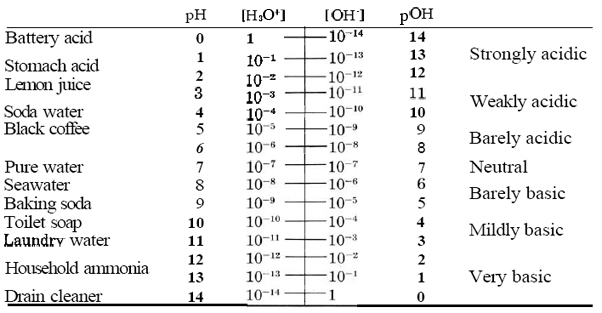 pH [H₃O⁺] [OH⁻] pOH
Battery acid 0 1 10⁻¹⁴ 14
1 10⁻¹ 10⁻¹³ 13 Strongly acidic
Stomach acid
2 10⁻² 10⁻¹² 12
Lemon juice
3 10⁻³ 10⁻¹¹ 11 Weakly acidic
Soda water 4 10⁻⁴ 10⁻¹⁰ 10
Black coffee 5 10⁻⁵ 10⁻⁹ 9
Barely acidic
6 10⁻⁶ 10⁻⁸ 8
Pure water 7 10⁻⁷ 10⁻⁷ 7 Neutral
Seawater 8 10⁻⁸ 10⁻⁶ 6
Barely basic
Baking soda 9 10⁻⁹ 10⁻⁵ 5
Toilet soap 10 10⁻¹⁰ 10⁻⁴ 4
Mildly basic
Laundry water 11 10⁻¹¹ 10⁻³ 3
12 10⁻¹² 10⁻² 2
Household ammonia
13 10⁻¹³ 10⁻¹ 1 Very basic
Drain cleaner 14 10⁻¹⁴ 1 0